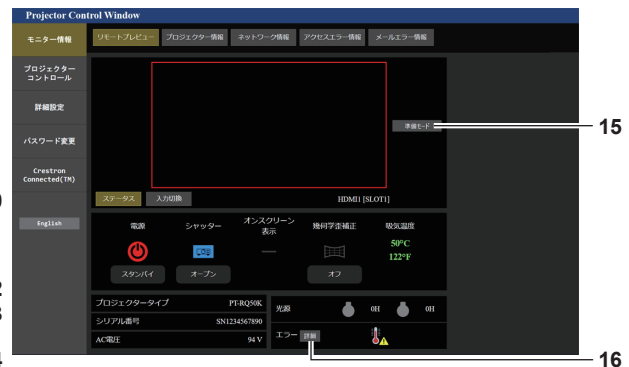 Projector Control Window
モニター情報
リモートプレビュー プロジェクター情報 ネットワーク情報 アクセスエラー情報 メールエラー情報
プロジェクター
コントロール
詳細設定
パスワード変更
Crestron
Connected(TM)
English
準備モード
15
ステータス 入力切換 HDMI1 [SLOT1]
電源 シャッター オンスクリーン
表示 幾何学歪補正 吸気温度
50°C
122°F
スタンバイ オープン オフ
プロジェクタータイプ PT-RQ50K
シリアル番号 SN1234567890
AC電圧 94 V
光源 0H 0H
エラー 詳細
16